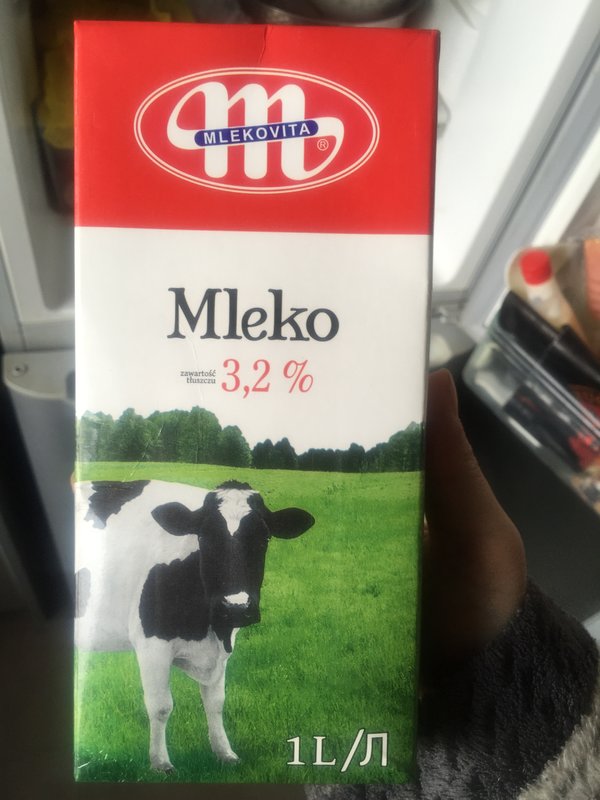 MLEKOVITA
®
Mleko
zawartość
tłuszczu 3,2 %
1L/Л